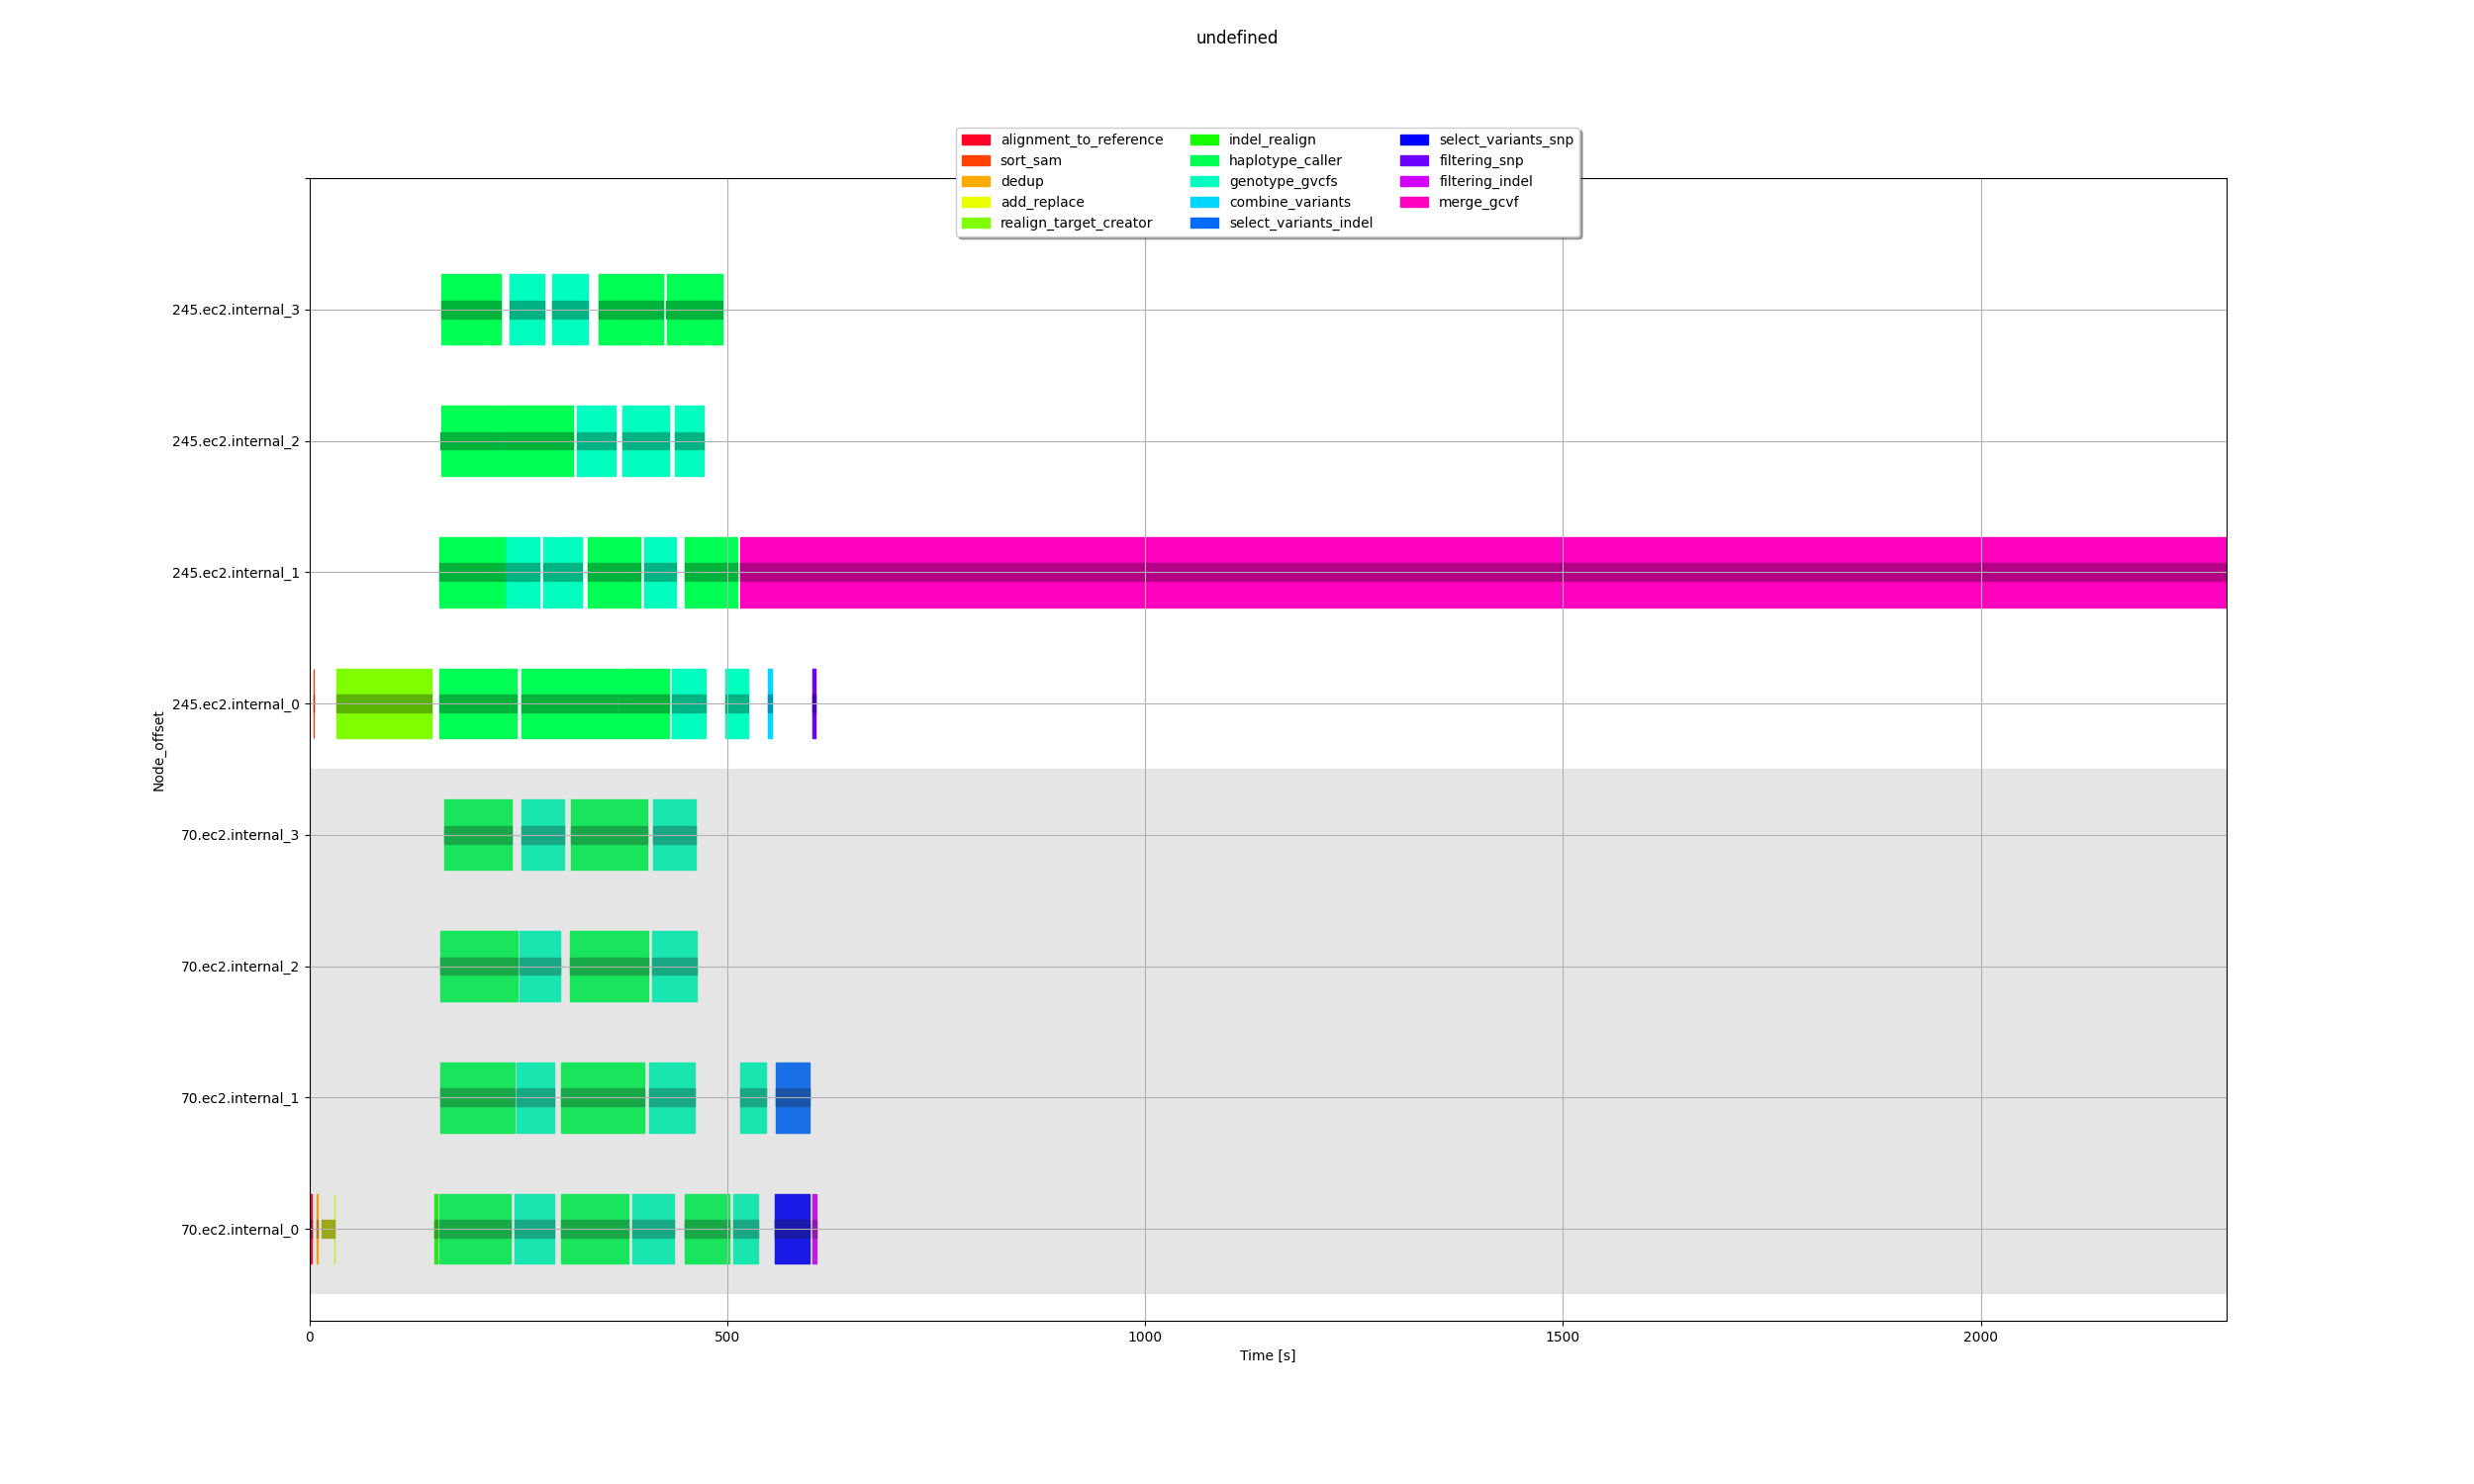 undefined
alignment_to_reference
sort_sam
dedup
add_replace
realign_target_creator
indel_realign
haplotype_caller
genotype_gvcfs
combine_variants
select_variants_indel
select_variants_snp
filtering_snp
filtering_indel
merge_gcvf
Node_offset
245.ec2.internal_3
245.ec2.internal_2
245.ec2.internal_1
245.ec2.internal_0
70.ec2.internal_3
70.ec2.internal_2
70.ec2.internal_1
70.ec2.internal_0
0 500 1000 1500 2000
Time [s]